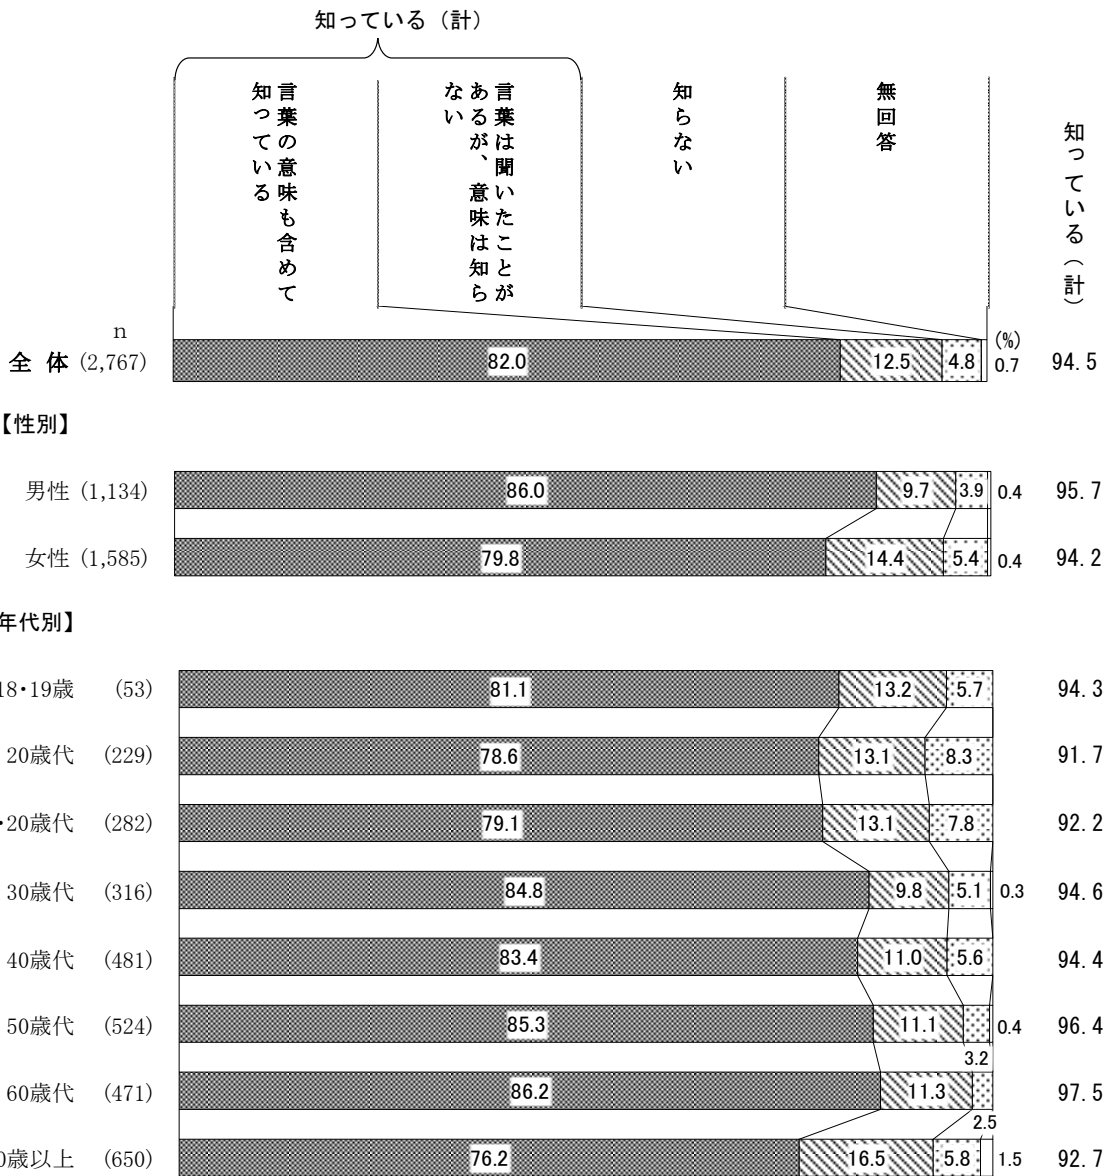 知っている（計）
言葉の意味も含めて
知っている
言葉は聞いたことが
あるが、意味は知ら
ない
知らない
無回答
知っている（計）
n
(%)
全 体 (2,767) 82.0 12.5 4.8 0.7 94.5
【性別】
男性 (1,134) 86.0 9.7 3.9 0.4 95.7
女性 (1,585) 79.8 14.4 5.4 0.4 94.2
年代別】
18・19歳 (53) 81.1 13.2 5.7 94.3
20歳代 (229) 78.6 13.1 8.3 91.7
・20歳代 (282) 79.1 13.1 7.8 92.2
30歳代 (316) 84.8 9.8 5.1 0.3 94.6
40歳代 (481) 83.4 11.0 5.6 94.4
50歳代 (524) 85.3 11.1 3.2 0.4 96.4
60歳代 (471) 86.2 11.3 2.5 97.5
0歳以上 (650) 76.2 16.5 5.8 1.5 92.7